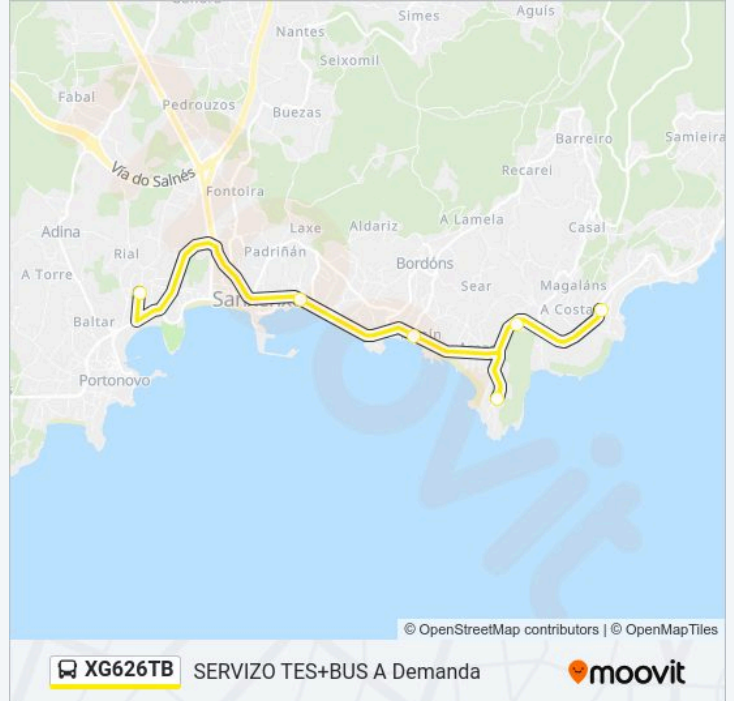 Simes
Aguís
Nantes
Seixomil
Fabal
Pedrouzos
Buezas
Barreiro
Samieira
Vía do Salnés
Recarei
Fontoira
A Lamela
Adina
Laxe
Aldariz
Casal
Rial
Padriñán
Bordóns
A Torre
Sear
Magaláns
A Costa
Baltar
Portonovo
© OpenStreetMap contributors | © OpenMapTiles
XG626TB SERVIZO TES+BUS A Demanda
moovit